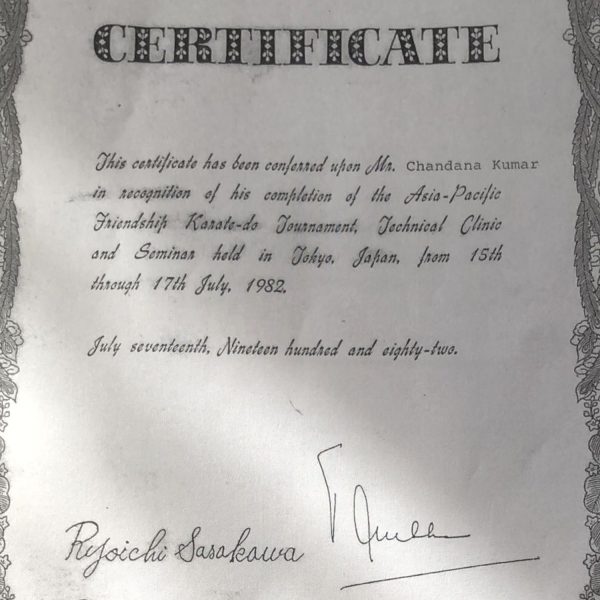 CERTIFICATE
This certificate has been conferred upon Mr. Chandana Kumar
in recognition of his completion of the Asia-Pacific
Friendship Karate-do Tournament, Technical Clinic
and Seminar held in Tokyo, Japan, from 15th
through 17th July, 1982.
July seventeenth, Nineteen hundred and eighty-two.
Ryoichi Sasakawa